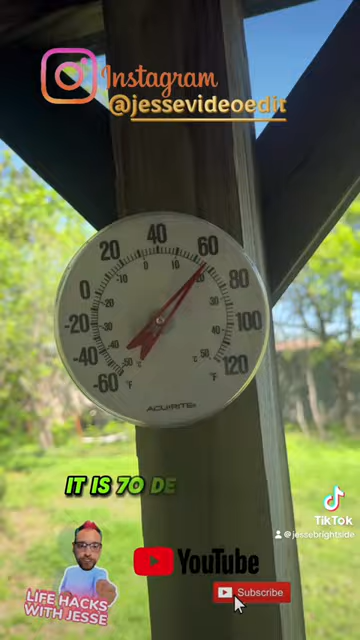 Instagram
@jessevideoedit
40
20
60
0
80
-20
100
-40
120
-60
°F
°F
ACURITE
IT IS 70 DE
TikTok
@jessebrightside
YouTube
Subscribe
LIFE HACKS
WITH JESSE